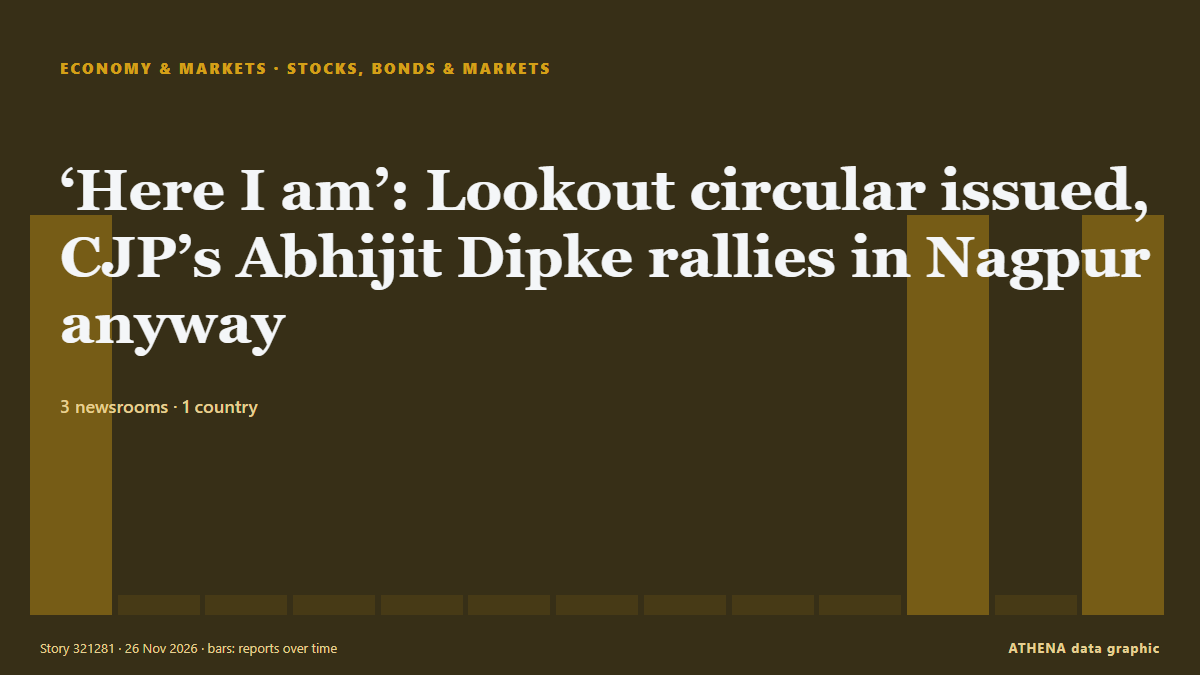 ECONOMY & MARKETS · STOCKS, BONDS & MARKETS
‘Here I am’: Lookout circular issued,
CJP’s Abhijit Dipke rallies in Nagpur
anyway
3 newsrooms · 1 country
Story 321281 · 26 Nov 2026 · bars: reports over time
ATHENA data graphic